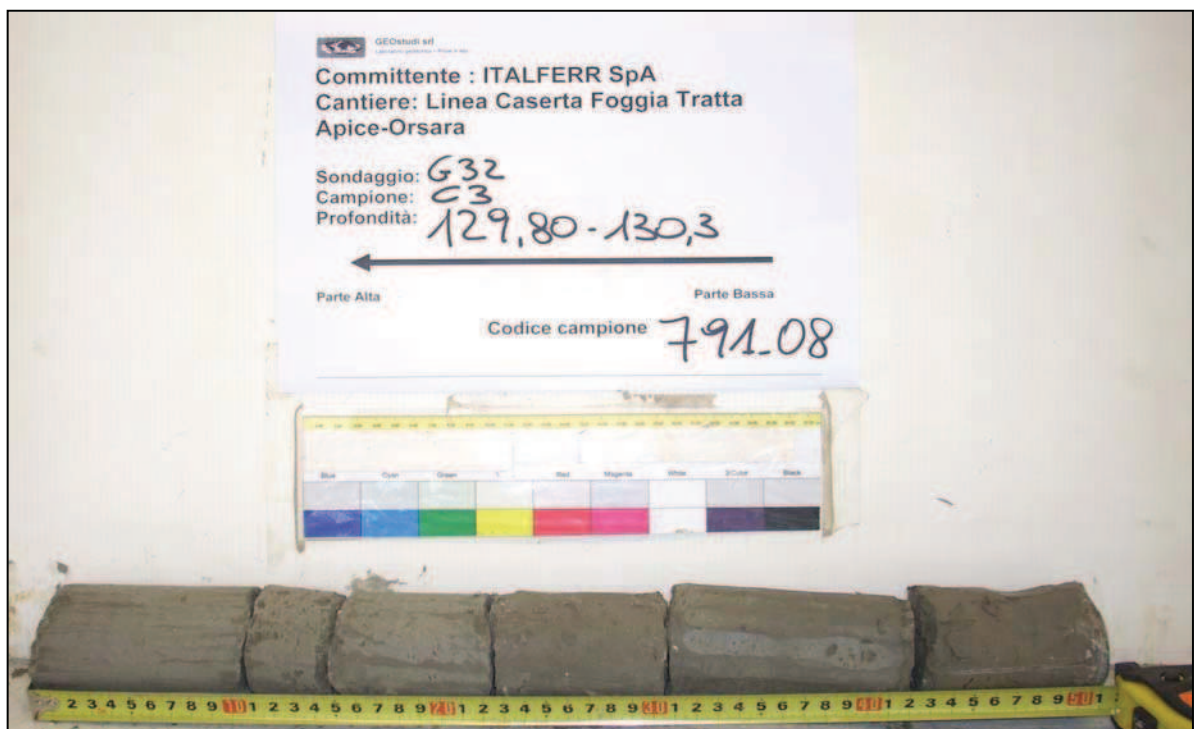 GEOstudi srl
Committente : ITALFERR SpA
Cantiere: Linea Caserta Foggia Tratta
Apice-Orsara
Sondaggio: G32
Campione: C3
Profondità: 129,80-130,3
Parte Alta Parte Bassa
Codice campione 791-08
Blue Cyan Green Red Magenta White 3/Color Black
2 3 4 5 6 7 8 9 10 1 2 3 4 5 6 7 8 9 20 1 2 3 4 5 6 7 8 9 30 1 2 3 4 5 6 7 8 9 40 1 2 3 4 5 6 7 8 9 50 1